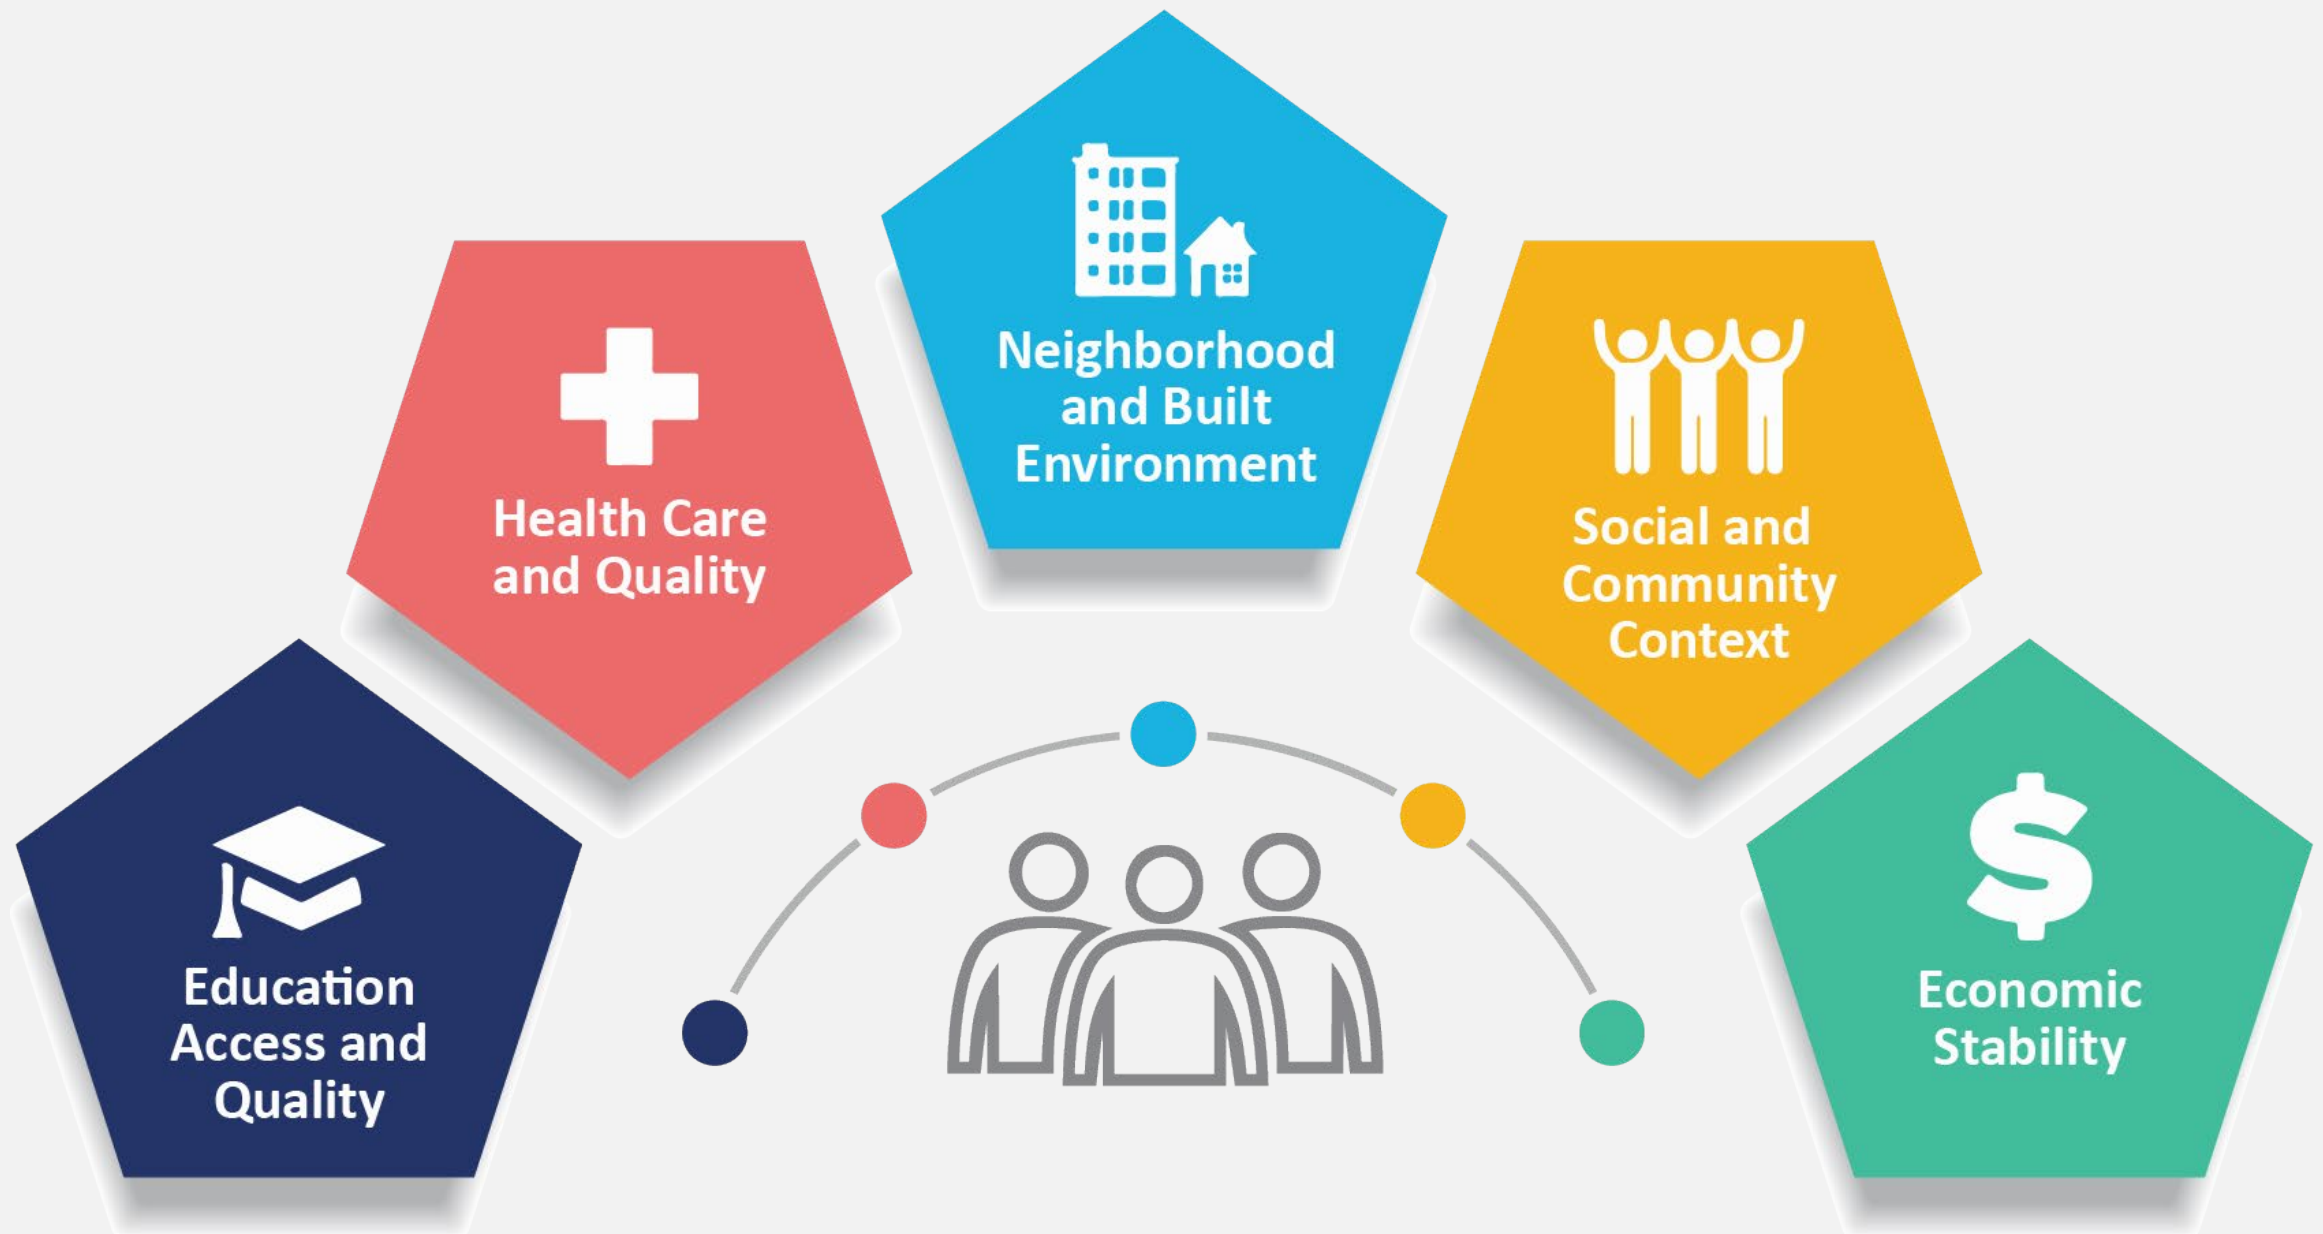 Education
Access and
Quality
Health Care
and Quality
Neighborhood
and Built
Environment
Social and
Community
Context
Economic
Stability